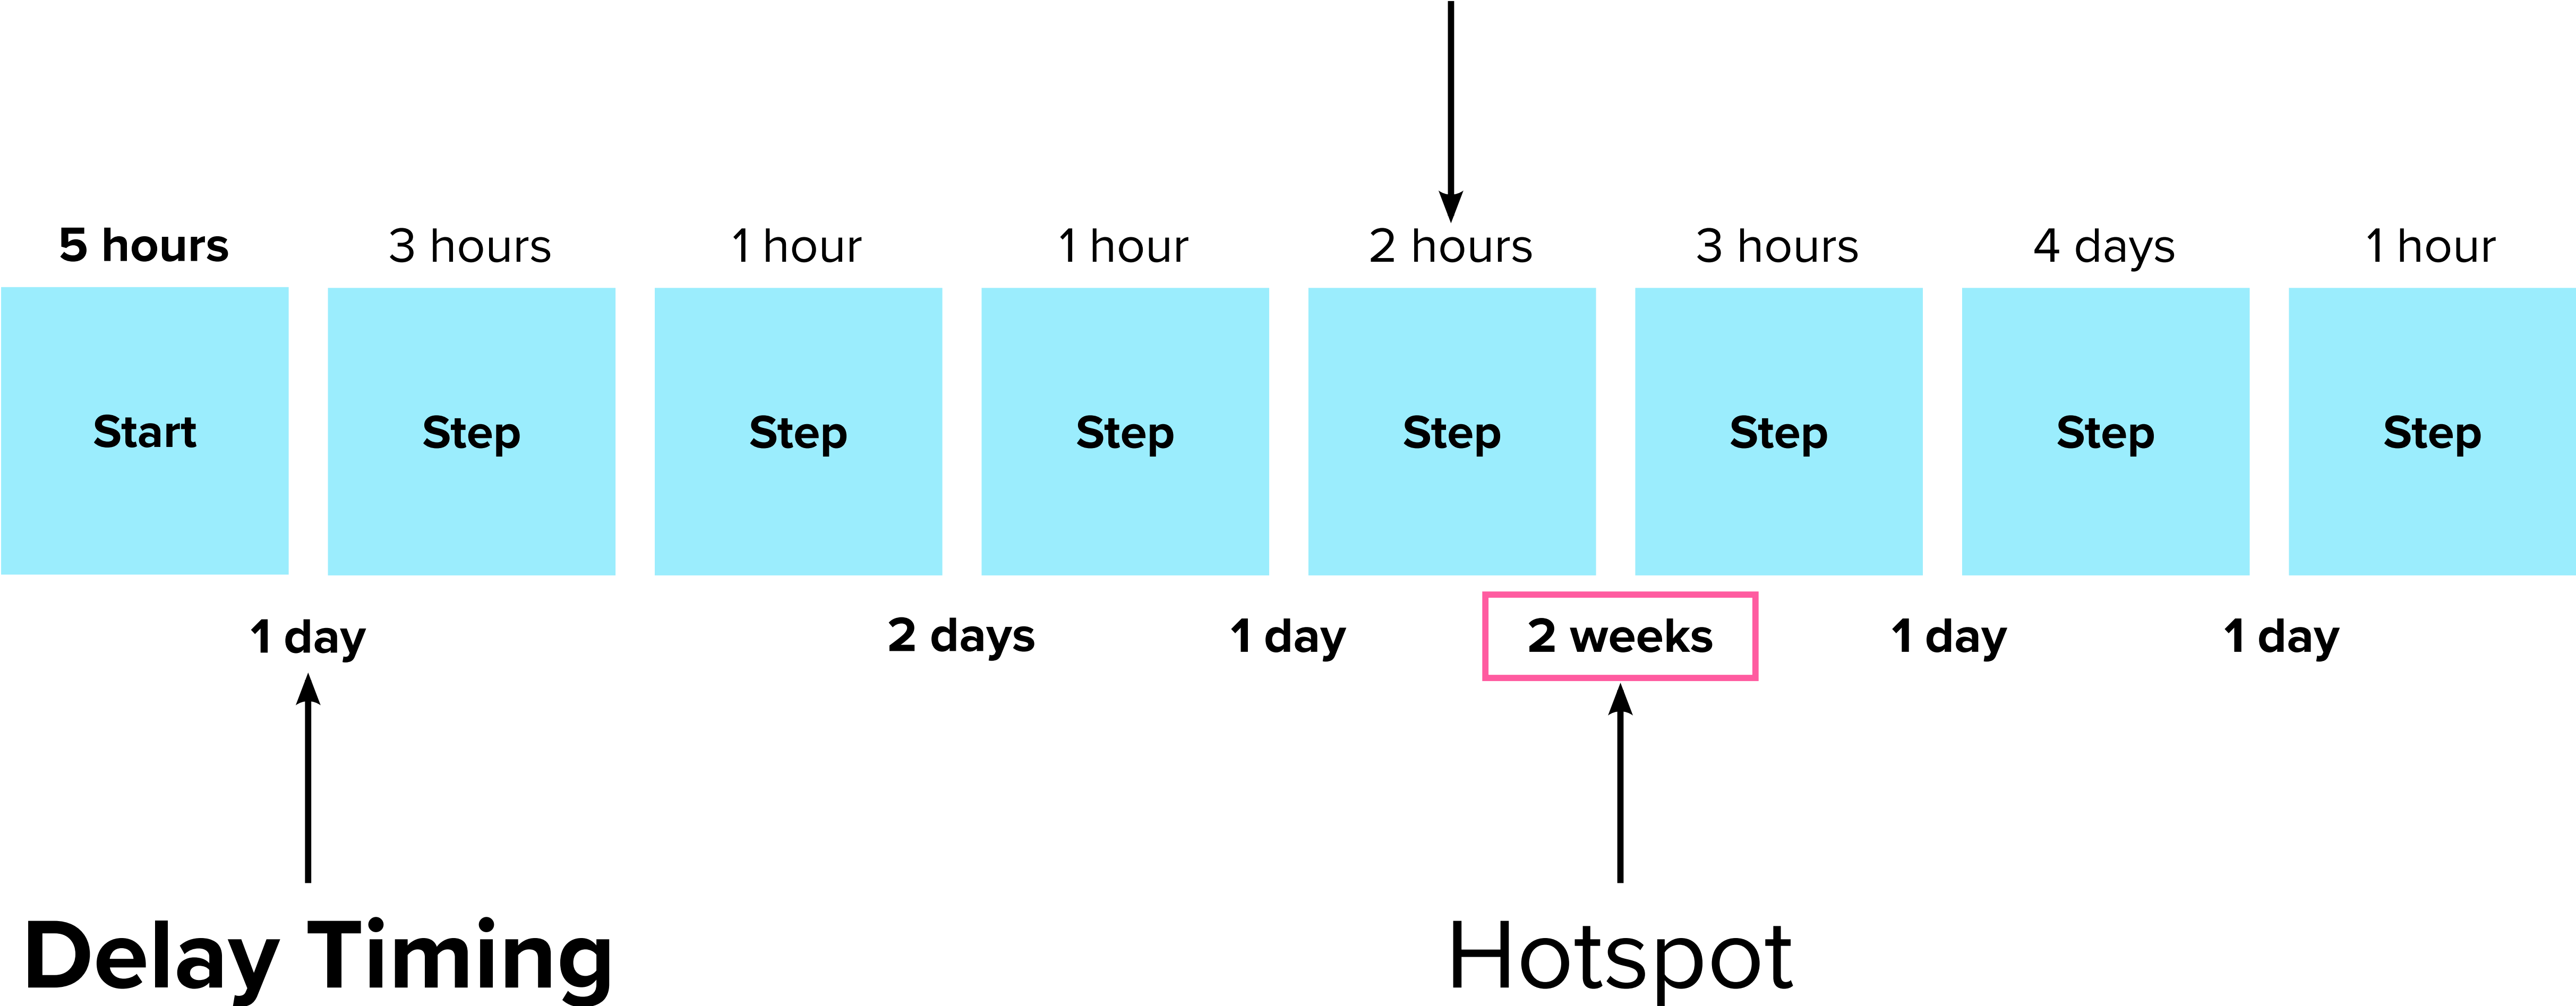 5 hours 3 hours 1 hour 1 hour 2 hours 3 hours 4 days 1 hour
Start Step Step Step Step Step Step Step
1 day 2 days 1 day 2 weeks 1 day 1 day
Delay Timing Hotspot